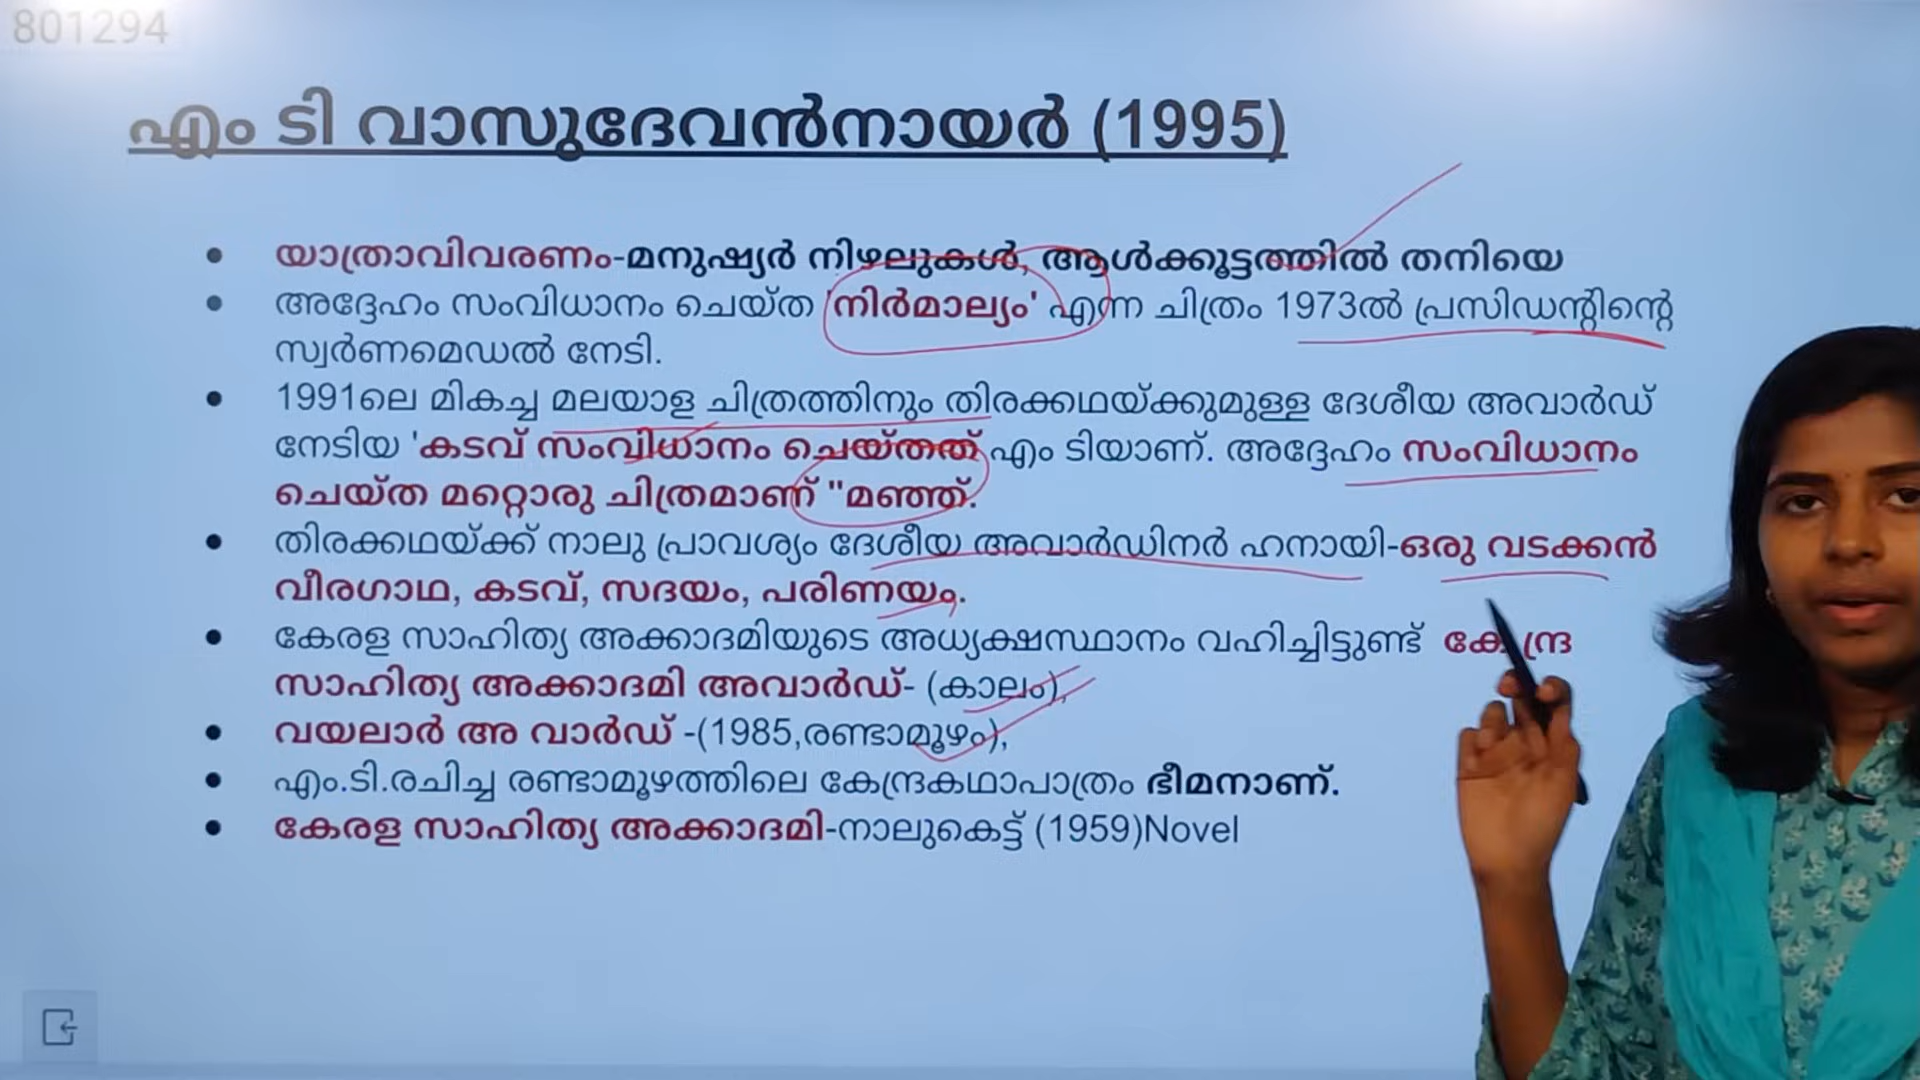 801294
എം ടി വാസുദേവൻനായർ (1995)
യാത്രാവിവരണം-മനുഷ്യർ നിഴലുകൾ, ആൾക്കൂട്ടത്തിൽ തനിയെ
അദ്ദേഹം സംവിധാനം ചെയ്ത 'നിർമാല്യം' എന്ന ചിത്രം 1973ൽ പ്രസിഡന്റിന്റെ
സ്വർണമെഡൽ നേടി.
1991ലെ മികച്ച മലയാള ചിത്രത്തിനും തിരക്കഥയ്ക്കുമുള്ള ദേശീയ അവാർഡ്
നേടിയ 'കടവ് സംവിധാനം ചെയ്തത് എം ടിയാണ്. അദ്ദേഹം സംവിധാനം
ചെയ്ത മറ്റൊരു ചിത്രമാണ് "മഞ്ഞ്.
തിരക്കഥയ്ക്ക് നാലു പ്രാവശ്യം ദേശീയ അവാർഡിനർ ഹനായി-ഒരു വടക്കൻ
വീരഗാഥ, കടവ്, സദയം, പരിണയം.
കേരള സാഹിത്യ അക്കാദമിയുടെ അധ്യക്ഷസ്ഥാനം വഹിച്ചിട്ടുണ്ട് കേന്ദ്ര
സാഹിത്യ അക്കാദമി അവാർഡ്- (കാലം),
വയലാർ അ വാർഡ് -(1985,രണ്ടാമൂഴം),
എം.ടി.രചിച്ച രണ്ടാമൂഴത്തിലെ കേന്ദ്രകഥാപാത്രം ഭീമനാണ്.
കേരള സാഹിത്യ അക്കാദമി-നാലുകെട്ട് (1959)Novel